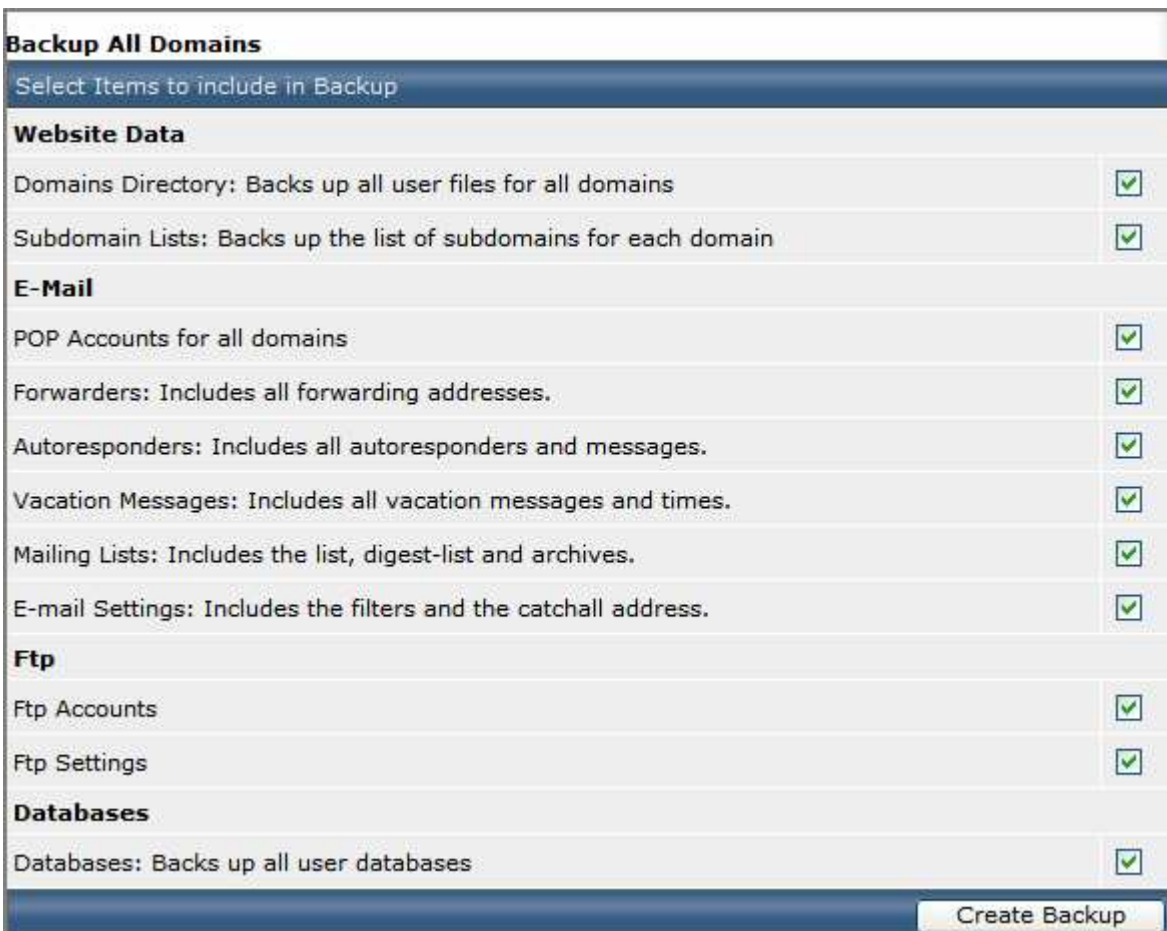 Backup All Domains
Select Items to include in Backup
Website Data
Domains Directory: Backs up all user files for all domains
Subdomain Lists: Backs up the list of subdomains for each domain
E-Mail
POP Accounts for all domains
Forwarders: Includes all forwarding addresses.
Autoresponders: Includes all autoresponders and messages.
Vacation Messages: Includes all vacation messages and times.
Mailing Lists: Includes the list, digest-list and archives.
E-mail Settings: Includes the filters and the catchall address.
Ftp
Ftp Accounts
Ftp Settings
Databases
Databases: Backs up all user databases
Create Backup